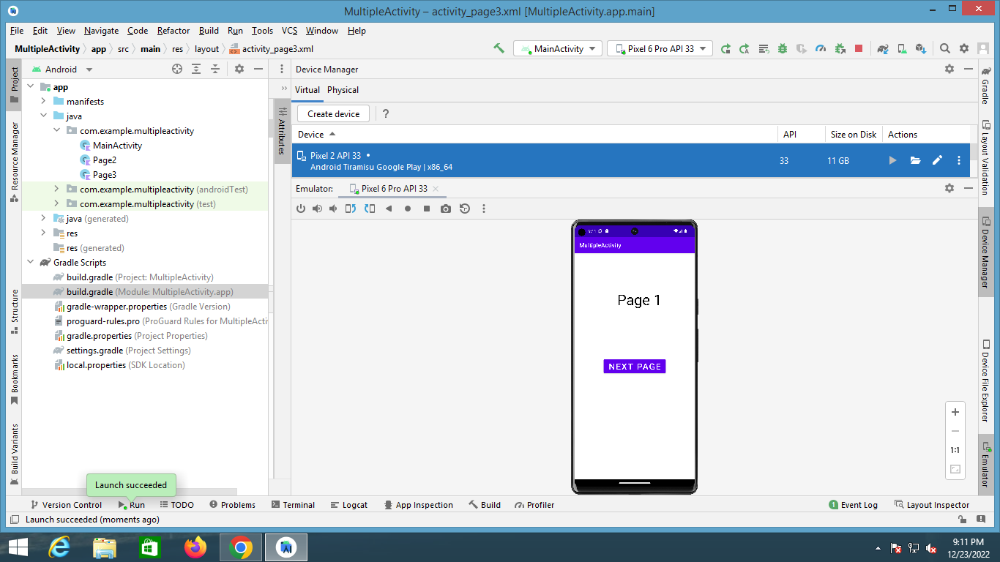 MultipleActivity – activity_page3.xml [MultipleActivity.app.main]
File Edit View Navigate Code Refactor Build Run Tools VCS Window Help
MultipleActivity app src main res layout activity_page3.xml MainActivity Pixel 6 Pro API 33
Project
Resource Manager
Structure
Bookmarks
Build Variants
Android
app
manifests
java
com.example.multipleactivity
MainActivity
Page2
Page3
com.example.multipleactivity (androidTest)
com.example.multipleactivity (test)
java (generated)
res
res (generated)
Gradle Scripts
build.gradle (Project: MultipleActivity)
build.gradle (Module: MultipleActivity.app)
gradle-wrapper.properties (Gradle Version)
proguard-rules.pro (ProGuard Rules for MultipleActi
gradle.properties (Project Properties)
settings.gradle (Project Settings)
local.properties (SDK Location)
Attributes
Device Manager
Virtual Physical
Create device ?
Device API Size on Disk Actions
Pixel 2 API 33 33 11 GB
Android Tiramisu Google Play | x86_64
Emulator: Pixel 6 Pro API 33
MultipleActivity
Page 1
NEXT PAGE
1:1
Gradle
Layout Validation
Device Manager
Device File Explorer
Emulator
Launch succeeded
Version Control Run TODO Problems Terminal Logcat App Inspection Build Profiler 1 Event Log Layout Inspector
Launch succeeded (moments ago)
9:11 PM
12/23/2022